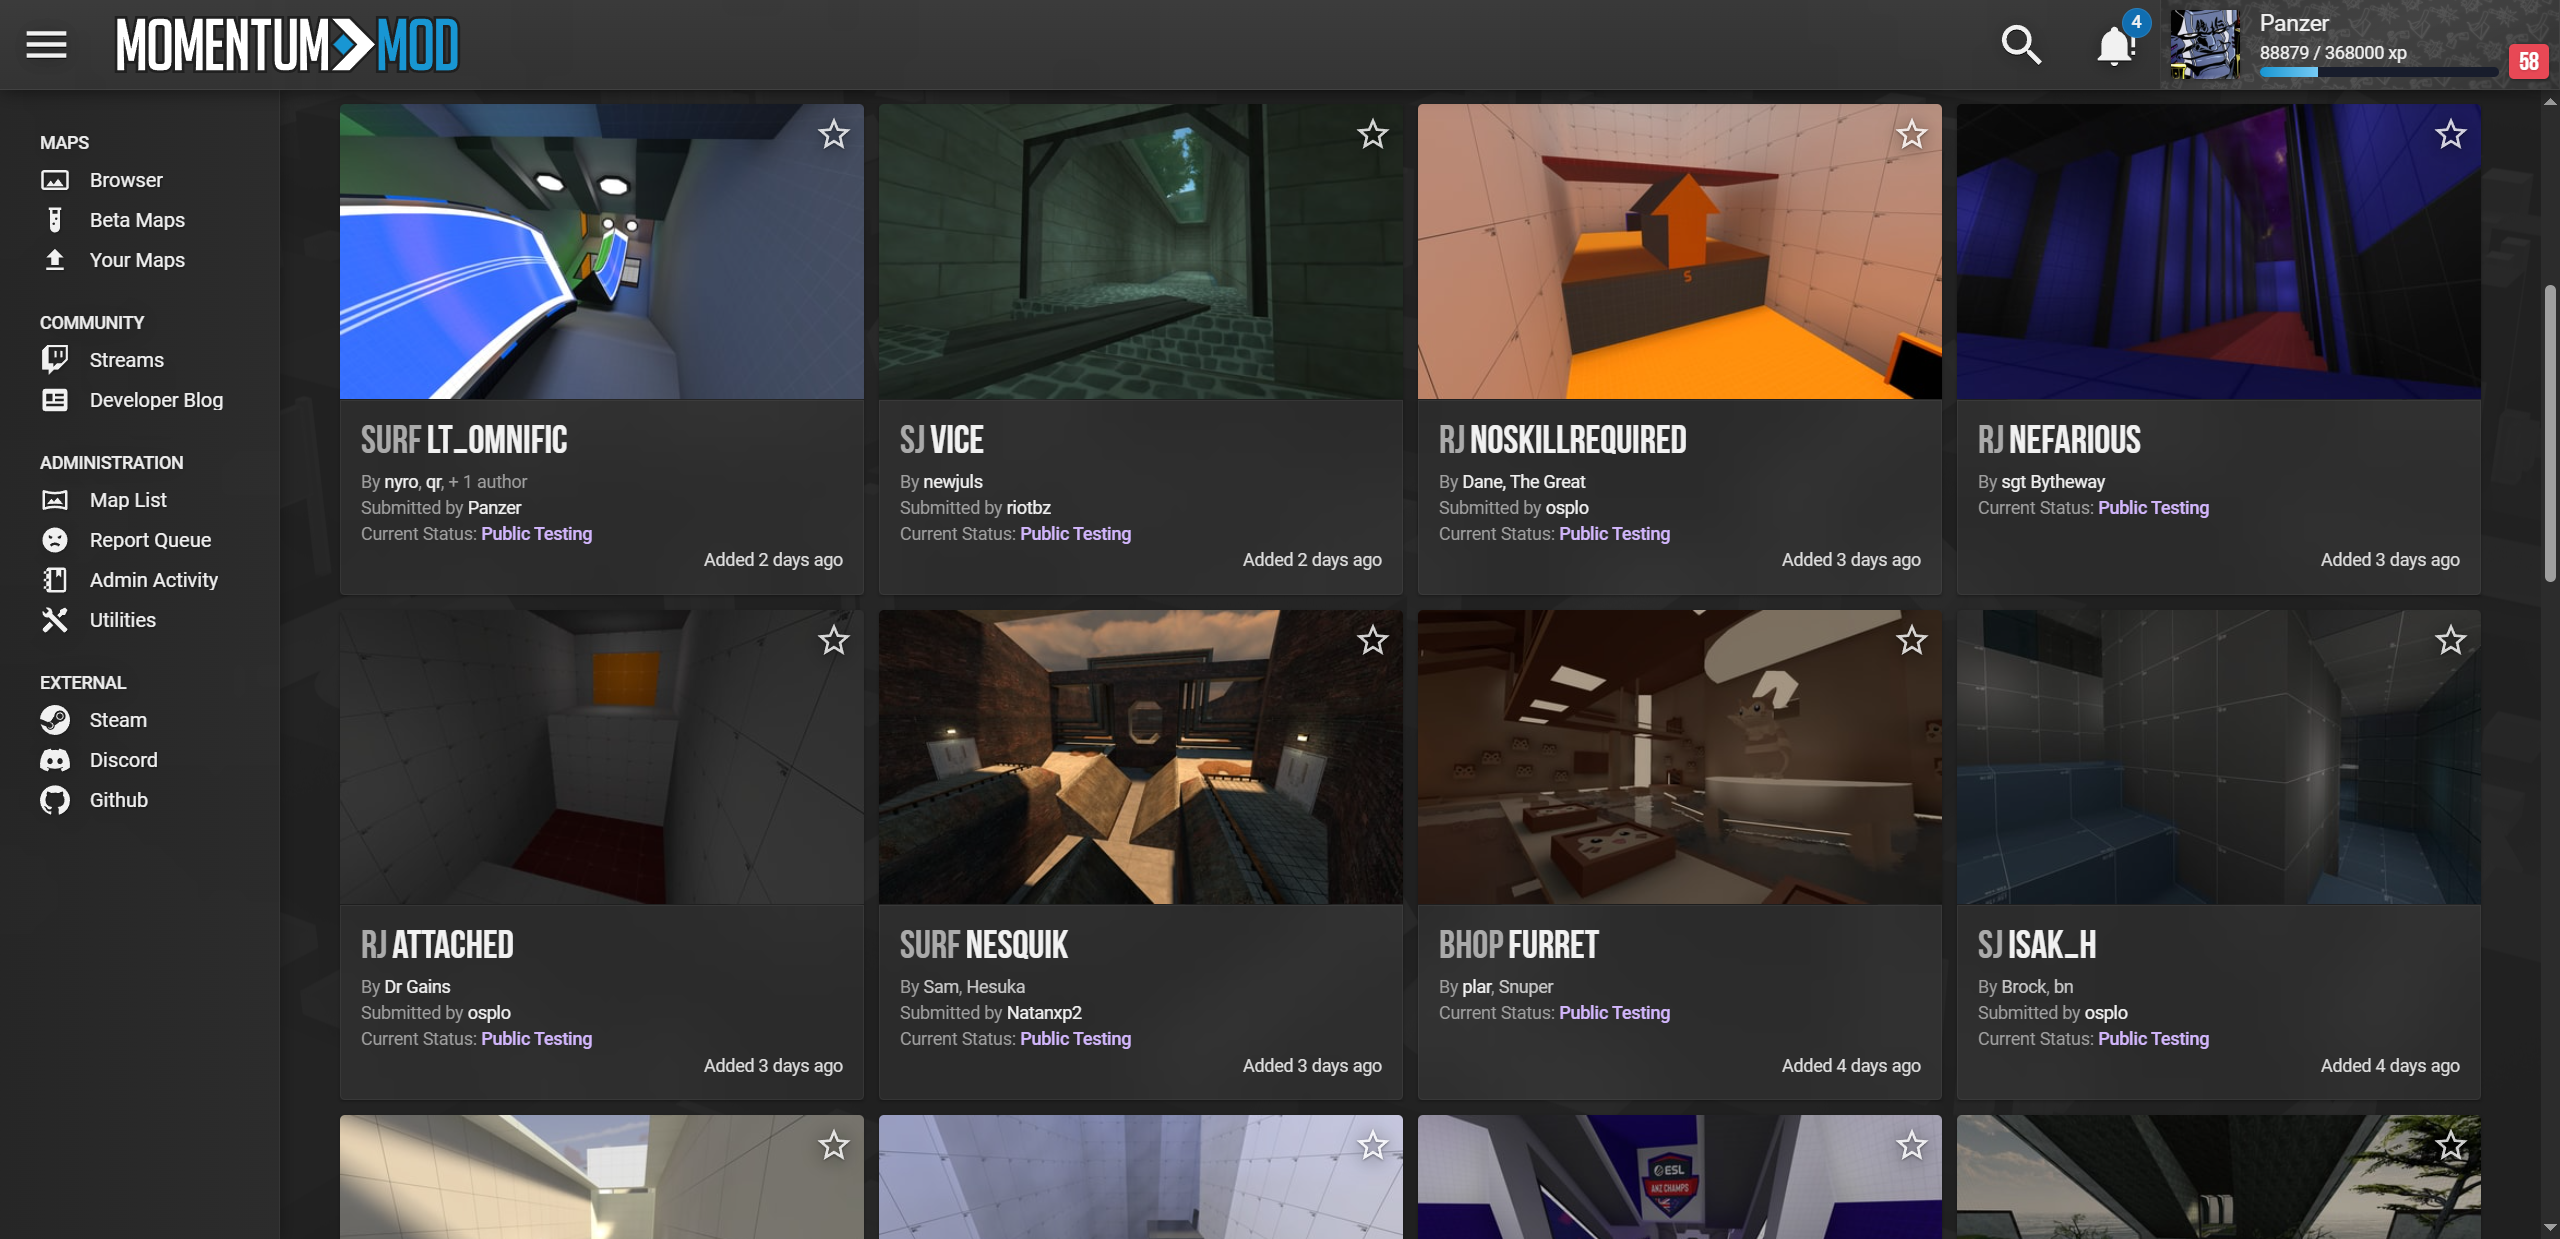 MOMENTUM MOD
4
Panzer
88879 / 368000 xp
58
MAPS
Browser
Beta Maps
Your Maps
COMMUNITY
Streams
Developer Blog
ADMINISTRATION
Map List
Report Queue
Admin Activity
Utilities
EXTERNAL
Steam
Discord
Github
S
SURF LT_OMNIFIC
By nyro, qr, + 1 author
Submitted by Panzer
Current Status: Public Testing
Added 2 days ago
SJ VICE
By newjuls
Submitted by riotbz
Current Status: Public Testing
Added 2 days ago
RJ NOSKILLREQUIRED
By Dane, The Great
Submitted by osplo
Current Status: Public Testing
Added 3 days ago
RJ NEFARIOUS
By sgt Bytheway
Current Status: Public Testing
Added 3 days ago
RJ ATTACHED
By Dr Gains
Submitted by osplo
Current Status: Public Testing
Added 3 days ago
SURF NESQUIK
By Sam, Hesuka
Submitted by Natanxp2
Current Status: Public Testing
Added 3 days ago
BHOP FURRET
By plar, Snuper
Current Status: Public Testing
Added 4 days ago
SJ ISAK_H
By Brock, bn
Submitted by osplo
Current Status: Public Testing
Added 4 days ago
ESL
ANZ CHAMPS